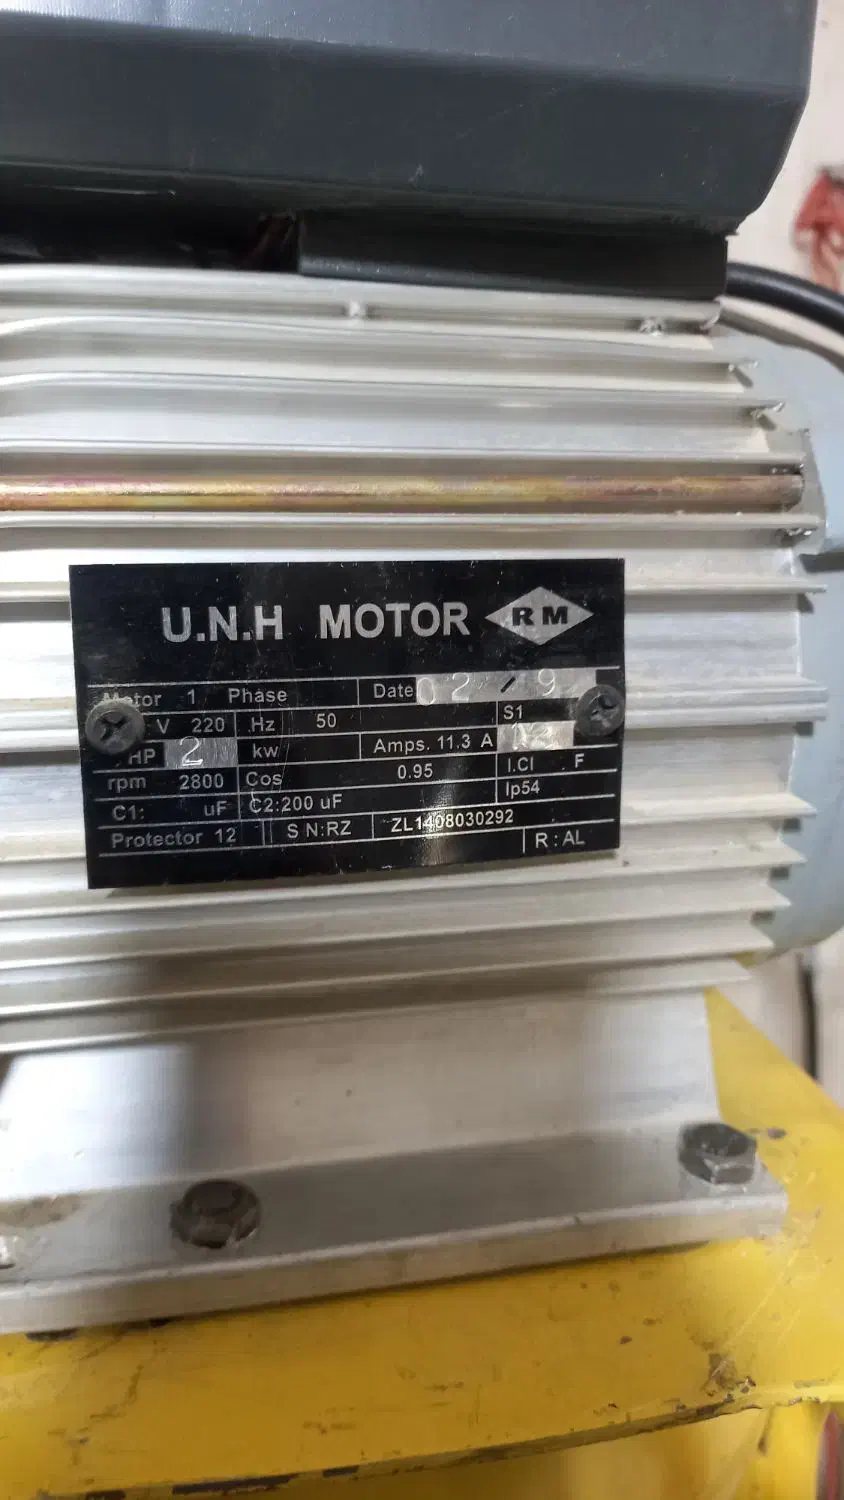 U.N.H MOTOR RM
Motor 1 Phase Date 02 / 9
V 220 Hz 50 S1
HP 2 kw Amps. 11.3 A
rpm 2800 Cos 0.95 I.Cl F
C1: uF C2:200 uF Ip54
Protector 12 S N:RZ ZL1408030292
R : AL